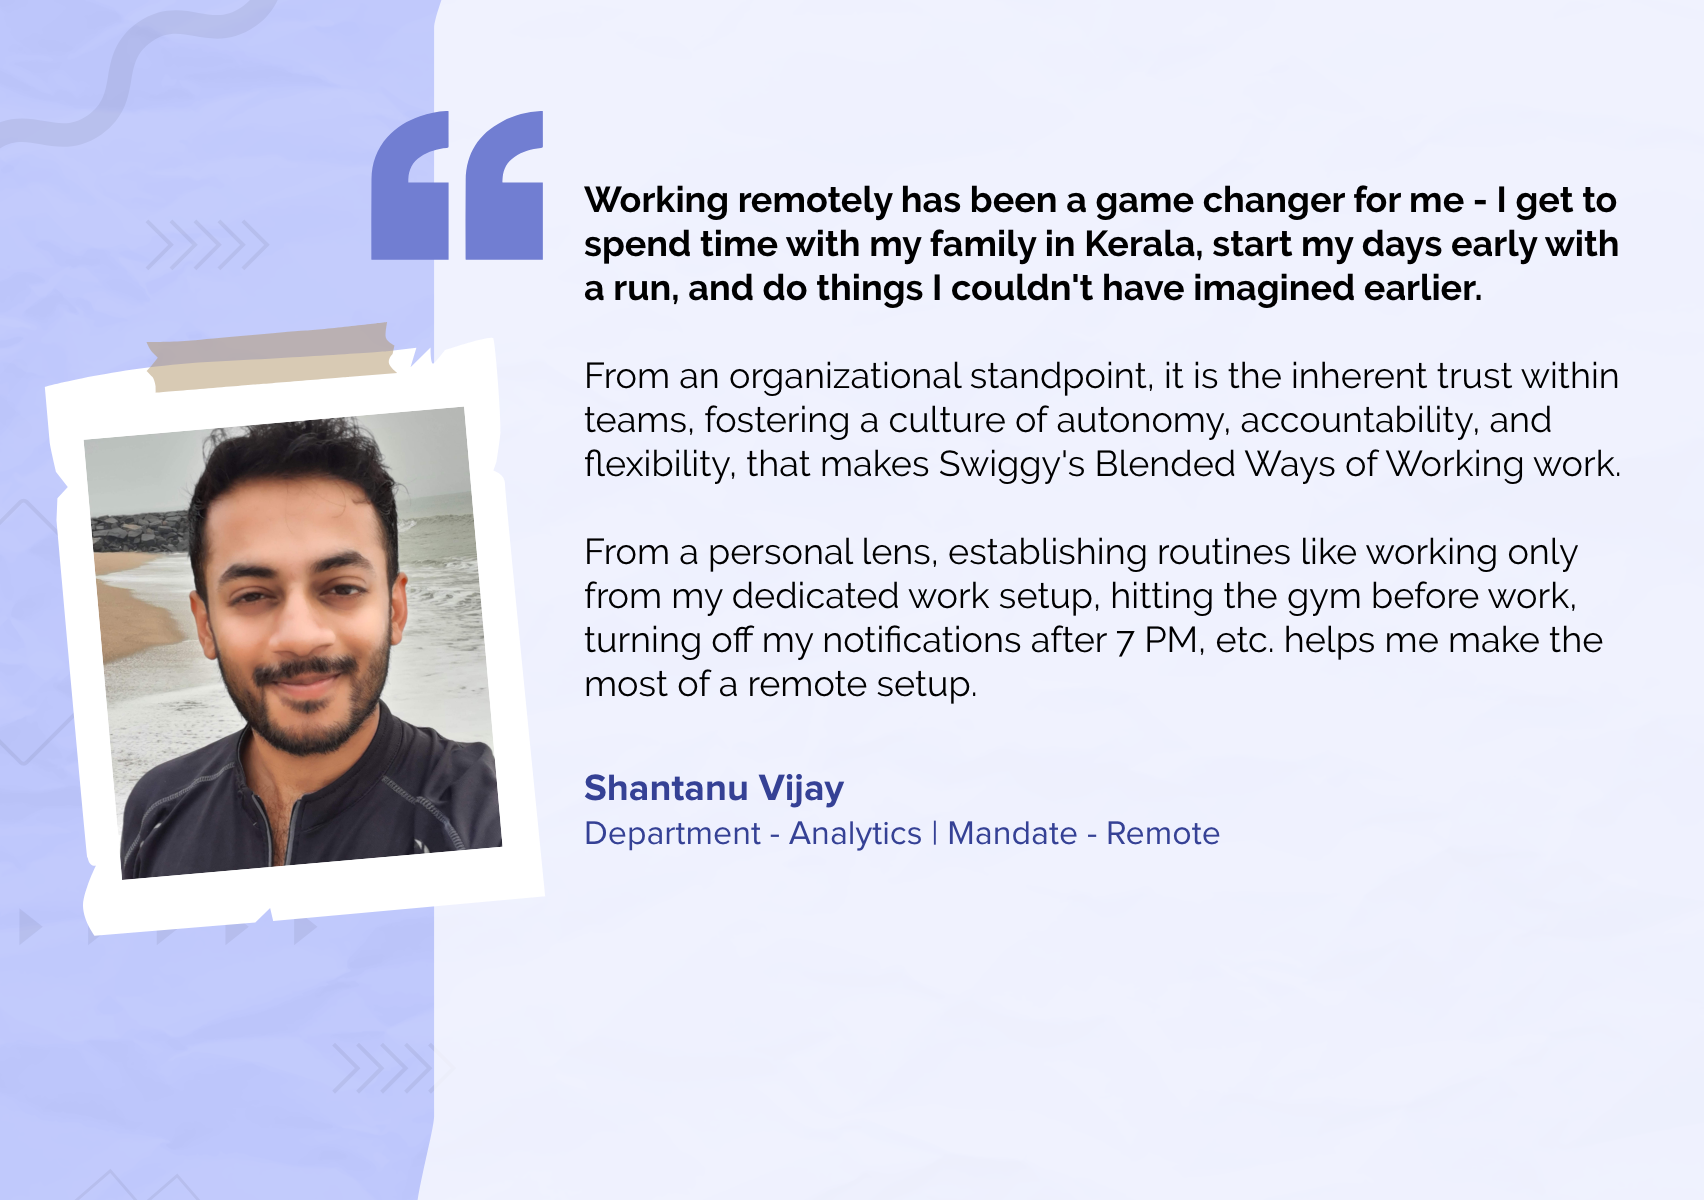 Working remotely has been a game changer for me - I get to
spend time with my family in Kerala, start my days early with
a run, and do things I couldn't have imagined earlier.
From an organizational standpoint, it is the inherent trust within
teams, fostering a culture of autonomy, accountability, and
flexibility, that makes Swiggy's Blended Ways of Working work.
From a personal lens, establishing routines like working only
from my dedicated work setup, hitting the gym before work,
turning off my notifications after 7 PM, etc. helps me make the
most of a remote setup.
Shantanu Vijay
Department - Analytics | Mandate - Remote